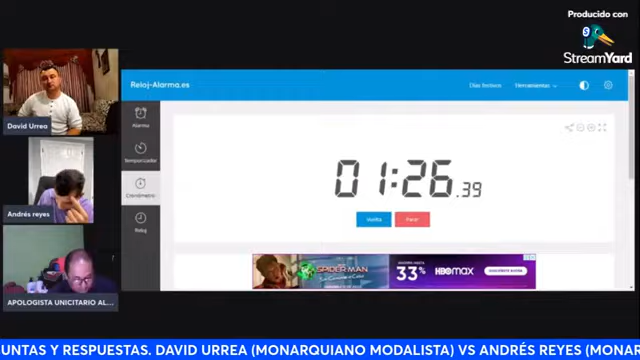 Producido con
StreamYard
David Urrea
Andrés reyes
APOLOGISTA UNICITARIO AL...
Reloj-Alarma.es
Días festivos
Herramientas
Alarma
Temporizador
Cronómetro
Reloj
01:26.39
Vuelta
Parar
SPIDER-MAN
33%
HBOMAX
UNTAS Y RESPUESTAS. DAVID URREA (MONARQUIANO MODALISTA) VS ANDRÉS REYES (MONAR